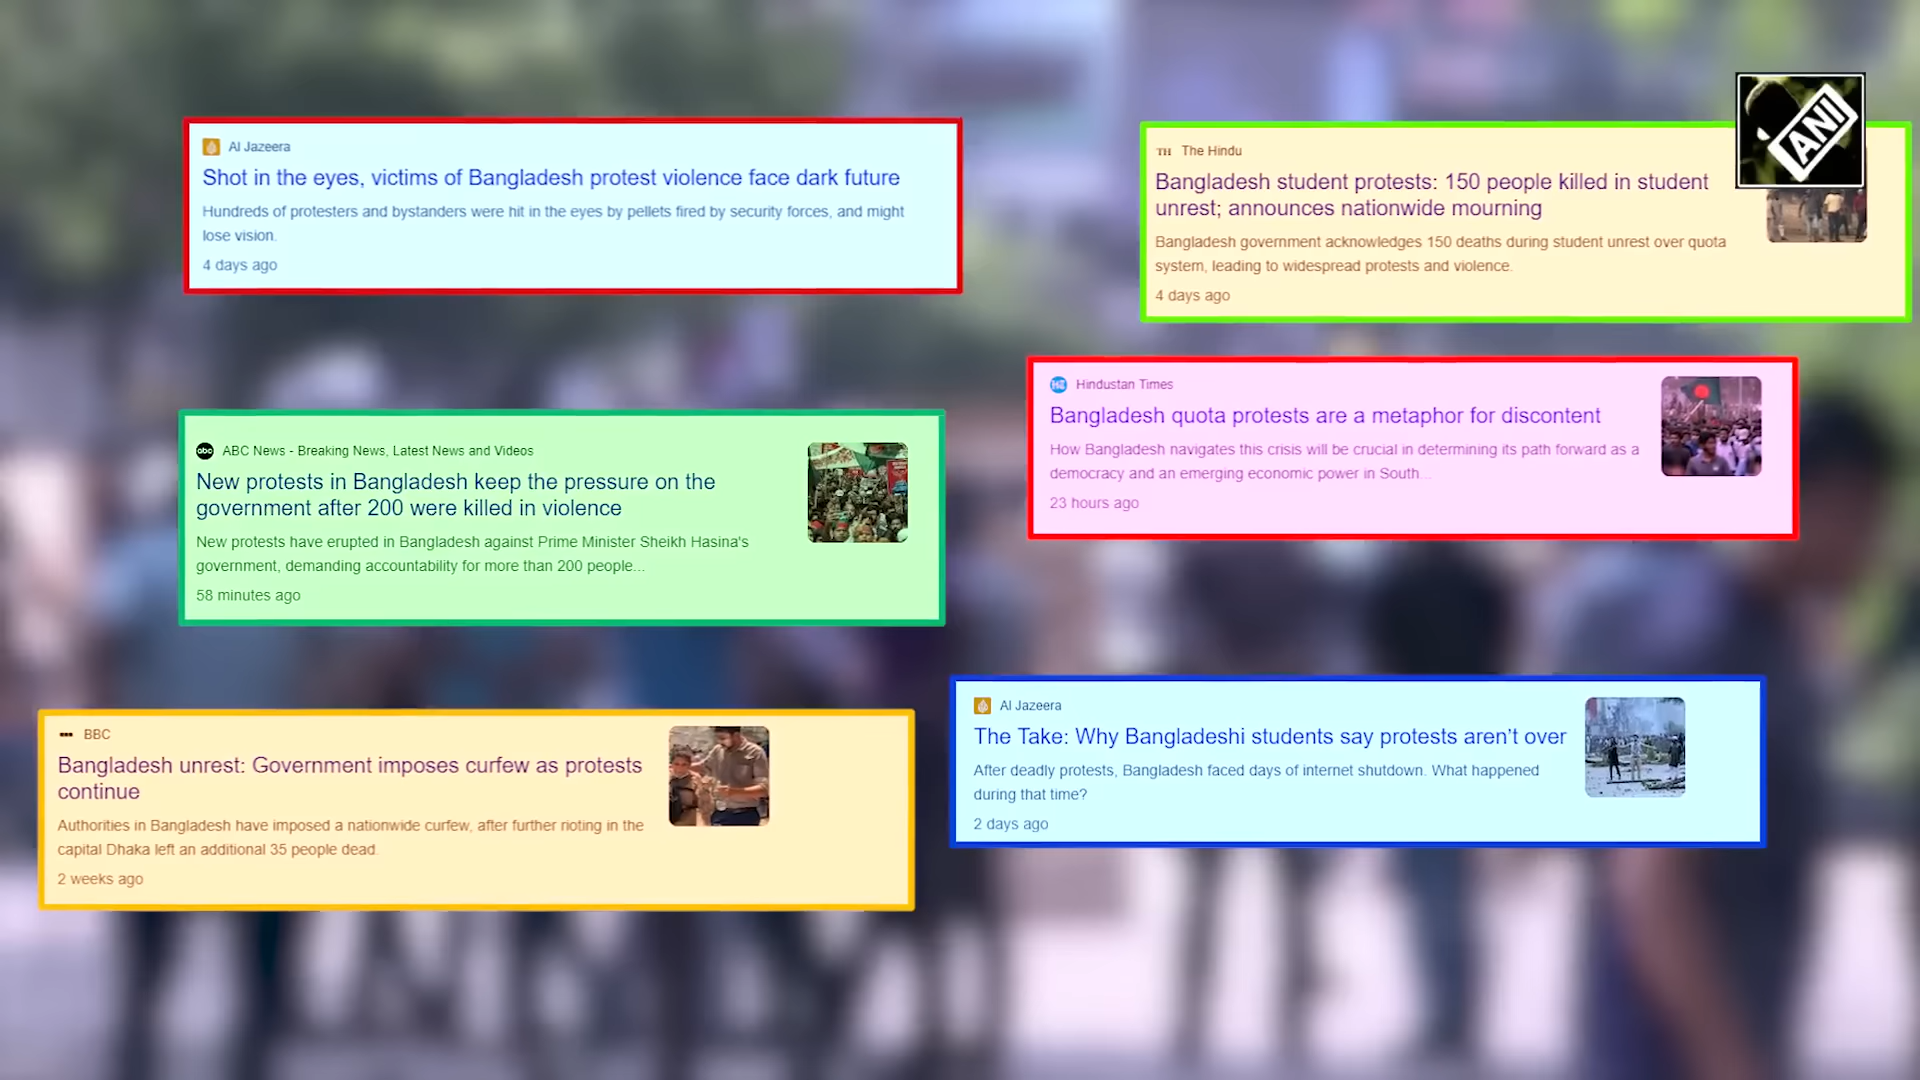 Al Jazeera
Shot in the eyes, victims of Bangladesh protest violence face dark future
Hundreds of protesters and bystanders were hit in the eyes by pellets fired by security forces, and might
lose vision.
4 days ago
ANI
TH The Hindu
Bangladesh student protests: 150 people killed in student
unrest; announces nationwide mourning
Bangladesh government acknowledges 150 deaths during student unrest over quota
system, leading to widespread protests and violence.
4 days ago
HT Hindustan Times
Bangladesh quota protests are a metaphor for discontent
How Bangladesh navigates this crisis will be crucial in determining its path forward as a
democracy and an emerging economic power in South...
23 hours ago
abc ABC News - Breaking News, Latest News and Videos
New protests in Bangladesh keep the pressure on the
government after 200 were killed in violence
New protests have erupted in Bangladesh against Prime Minister Sheikh Hasina's
government, demanding accountability for more than 200 people...
58 minutes ago
BBC
Bangladesh unrest: Government imposes curfew as protests
continue
Authorities in Bangladesh have imposed a nationwide curfew, after further rioting in the
capital Dhaka left an additional 35 people dead.
2 weeks ago
Al Jazeera
The Take: Why Bangladeshi students say protests aren’t over
After deadly protests, Bangladesh faced days of internet shutdown. What happened
during that time?
2 days ago